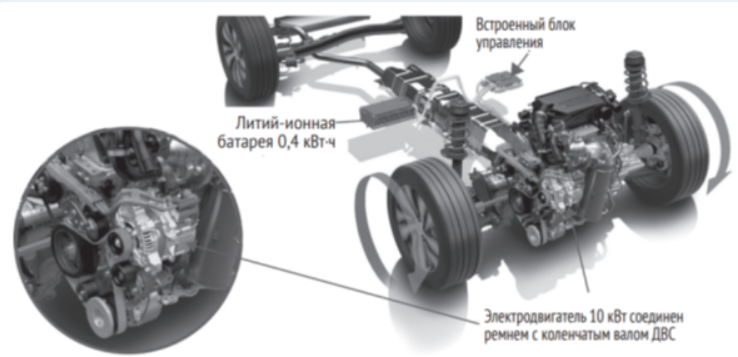 Встроенный блок
управления
Литий-ионная
батарея 0,4 кВт·ч
Электродвигатель 10 кВт соединен
ремнем с коленчатым валом ДВС